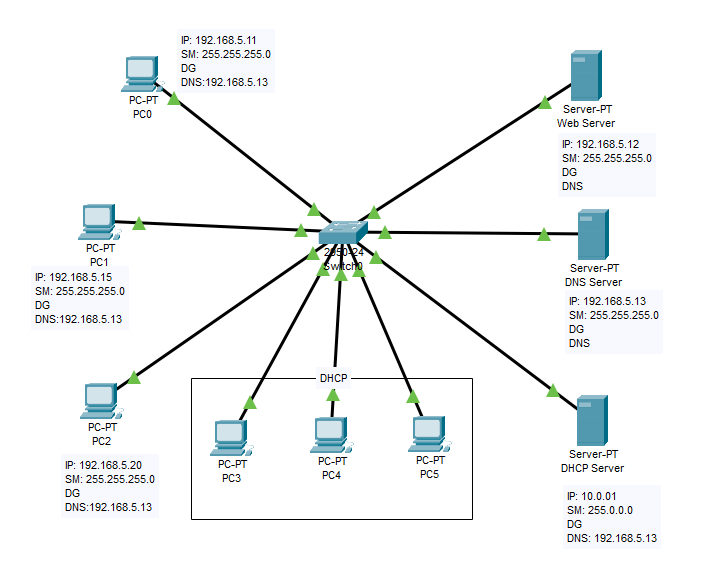 IP: 192.168.5.11
SM: 255.255.255.0
DG
DNS:192.168.5.13
PC-PT
PC0
Server-PT
Web Server
IP: 192.168.5.12
SM: 255.255.255.0
DG
DNS
PC-PT
PC1
IP: 192.168.5.15
SM: 255.255.255.0
DG
DNS:192.168.5.13
2950-24
Switch0
Server-PT
DNS Server
IP: 192.168.5.13
SM: 255.255.255.0
DG
DNS
PC-PT
PC2
IP: 192.168.5.20
SM: 255.255.255.0
DG
DNS:192.168.5.13
DHCP
PC-PT
PC3
PC-PT
PC4
PC-PT
PC5
Server-PT
DHCP Server
IP: 10.0.01
SM: 255.0.0.0
DG
DNS: 192.168.5.13